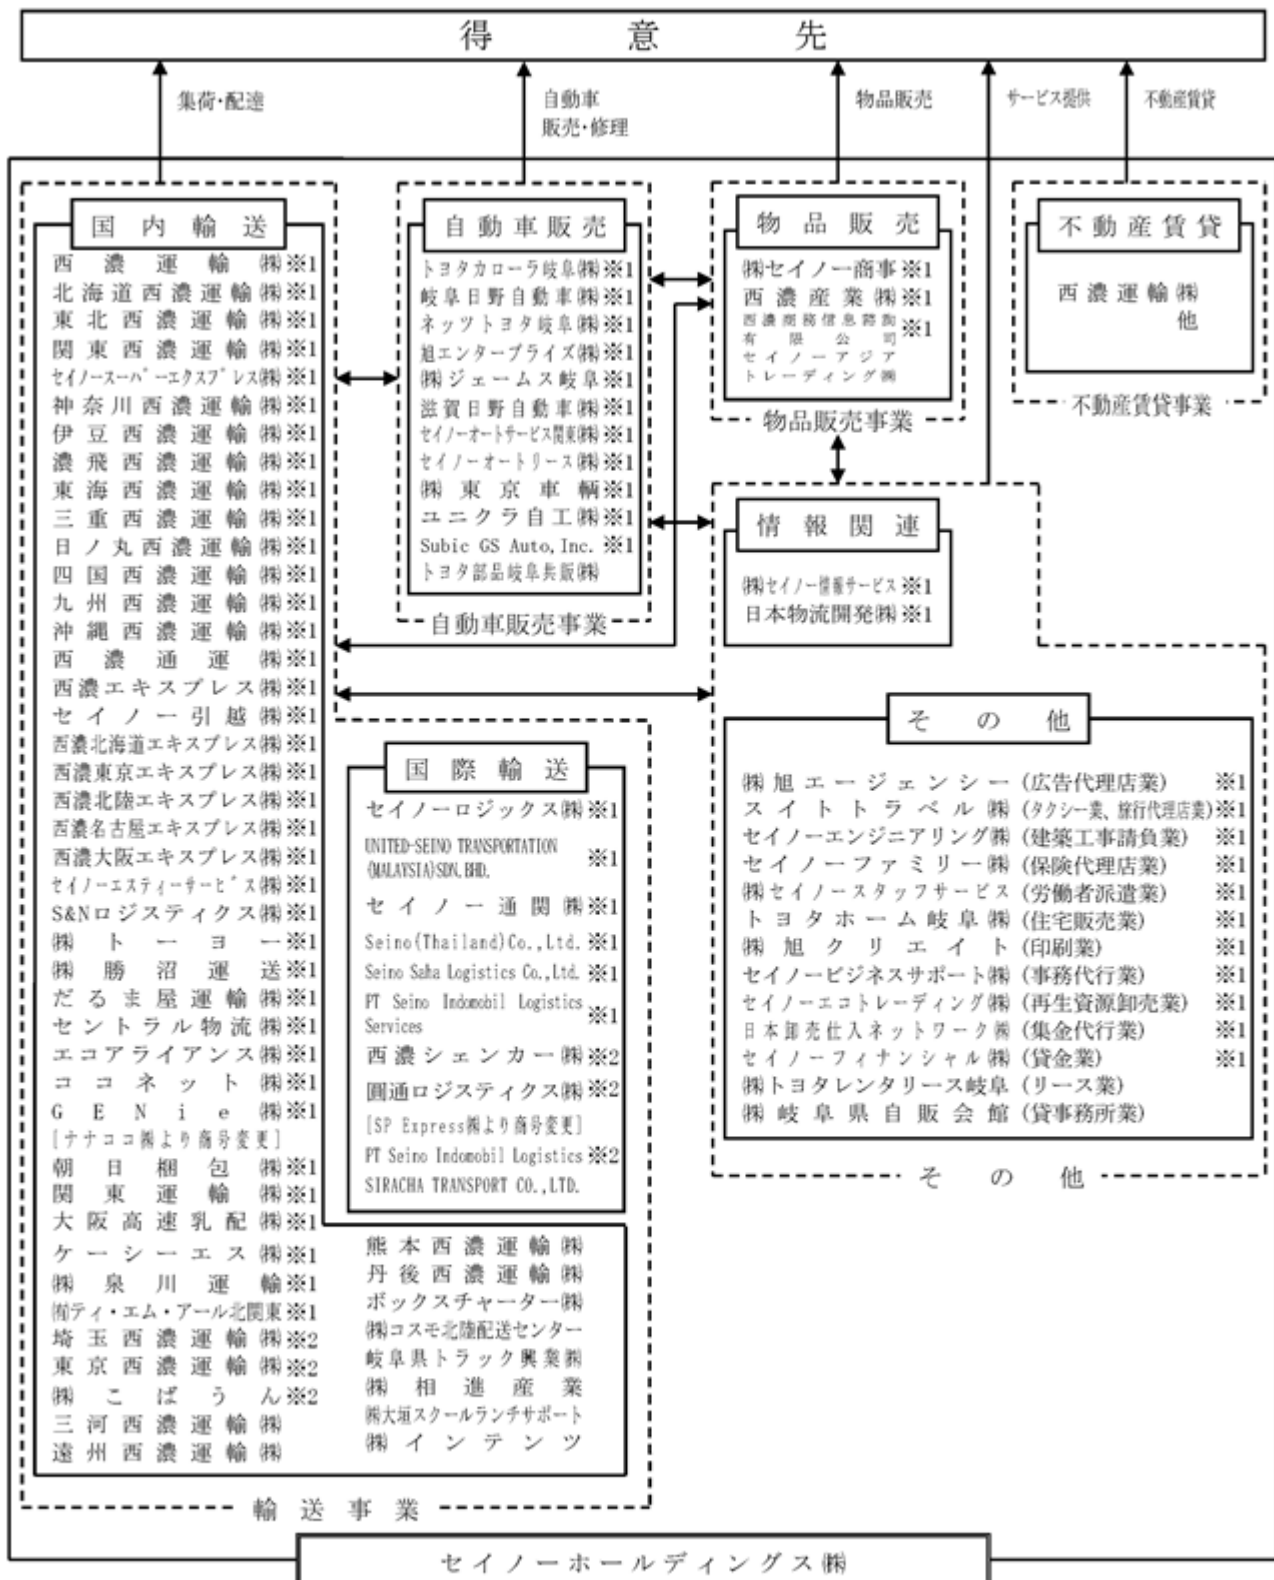 得意先
集荷・配達
自動車
販売・修理
物品販売
サービス提供
不動産賃貸
国内輸送
西濃運輸㈱※1
北海道西濃運輸㈱※1
東北西濃運輸㈱※1
関東西濃運輸㈱※1
セイノースーパーエクスプレス㈱※1
神奈川西濃運輸㈱※1
伊豆西濃運輸㈱※1
濃飛西濃運輸㈱※1
東海西濃運輸㈱※1
三重西濃運輸㈱※1
日ノ丸西濃運輸㈱※1
四国西濃運輸㈱※1
九州西濃運輸㈱※1
沖縄西濃運輸㈱※1
西濃通運㈱※1
西濃エキスプレス㈱※1
セイノー引越㈱※1
西濃北海道エキスプレス㈱※1
西濃東京エキスプレス㈱※1
西濃北陸エキスプレス㈱※1
西濃名古屋エキスプレス㈱※1
西濃大阪エキスプレス㈱※1
セイノーエスティーサービス㈱※1
S&Nロジスティクス㈱※1
㈱トーヨー※1
㈱勝沼運送※1
だるま屋運輸㈱※1
セントラル物流㈱※1
エコアライアンス㈱※1
ココネット㈱※1
GENie㈱※1
[ナナココ㈱より商号変更]
朝日梱包㈱※1
関東運輸㈱※1
大阪高速乳配㈱※1
ケーシーエス㈱※1
㈱泉川運輸※1
㈲ティ・エム・アール北関東※1
埼玉西濃運輸㈱※2
東京西濃運輸㈱※2
㈱こばうん※2
三河西濃運輸㈱
遠州西濃運輸㈱
熊本西濃運輸㈱
丹後西濃運輸㈱
ボックスチャーター㈱
㈱コスモ北陸配送センター
岐阜県トラック興業㈱
㈱相進産業
㈱大垣スクールランチサポート
㈱インテンツ
国際輸送
セイノーロジックス㈱※1
UNITED-SEINO TRANSPORTATION
(MALAYSIA)SDN.BHD. ※1
セイノー通関㈱※1
Seino(Thailand)Co.,Ltd. ※1
Seino Saha Logistics Co.,Ltd. ※1
PT Seino Indomobil Logistics
Services ※1
西濃シェンカー㈱※2
圓通ロジスティクス㈱※2
[SP Express㈱より商号変更]
PT Seino Indomobil Logistics ※2
SIRACHA TRANSPORT CO.,LTD.
輸送事業
自動車販売
トヨタカローラ岐阜㈱※1
岐阜日野自動車㈱※1
ネッツトヨタ岐阜㈱※1
旭エンタープライズ㈱※1
㈱ジェームス岐阜※1
滋賀日野自動車㈱※1
セイノーオートサービス関東㈱※1
セイノーオートリース㈱※1
㈱東京車輌※1
ユニクラ自工㈱※1
Subic GS Auto,Inc. ※1
トヨタ部品岐阜共販㈱
自動車販売事業
物品販売
㈱セイノー商事※1
西濃産業㈱※1
西濃商務信息諮詢
有限公司 ※1
セイノーアジア
トレーディング㈱
物品販売事業
不動産賃貸
西濃運輸㈱
他
不動産賃貸事業
情報関連
㈱セイノー情報サービス※1
日本物流開発㈱※1
その他
㈱旭エージェンシー(広告代理店業) ※1
スイトトラベル㈱(タクシー業、旅行代理店業)※1
セイノーエンジニアリング㈱(建築工事請負業) ※1
セイノーファミリー㈱(保険代理店業) ※1
㈱セイノースタッフサービス(労働者派遣業) ※1
トヨタホーム岐阜㈱(住宅販売業) ※1
㈱旭クリエイト(印刷業) ※1
セイノービジネスサポート㈱(事務代行業) ※1
セイノーエコトレーディング㈱(再生資源卸売業) ※1
日本卸売仕入ネットワーク㈱(集金代行業) ※1
セイノーフィナンシャル㈱(貸金業) ※1
㈱トヨタレンタリース岐阜(リース業)
㈱岐阜県自販会館(貸事務所業)
その他
セイノーホールディングス㈱